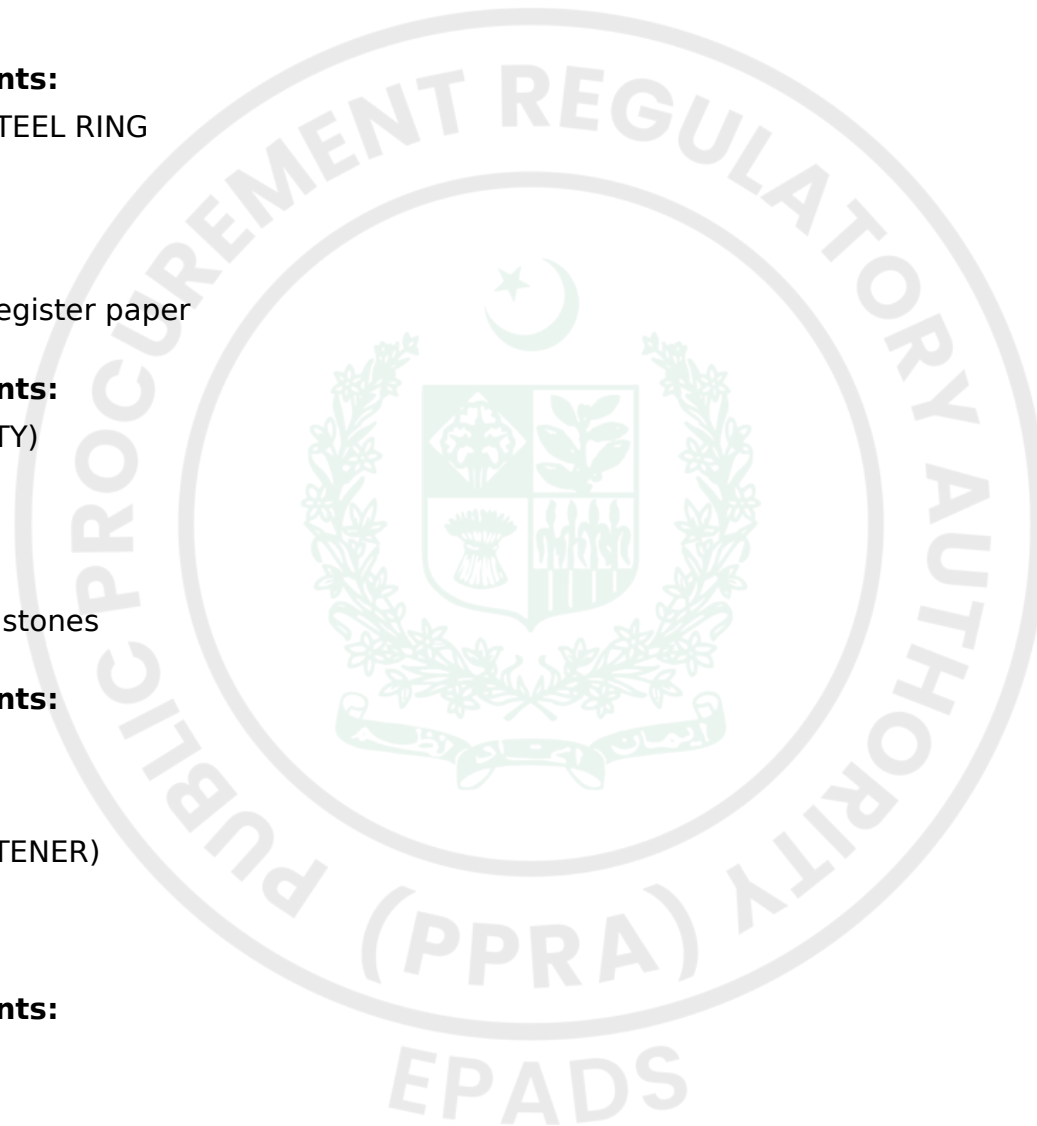 nts:
TEEL RING
egister paper
nts:
TY)
stones
nts:
TENER)
nts:
PUBLIC PROCUREMENT REGULATORY AUTHORITY
(PPRA)
EPADS